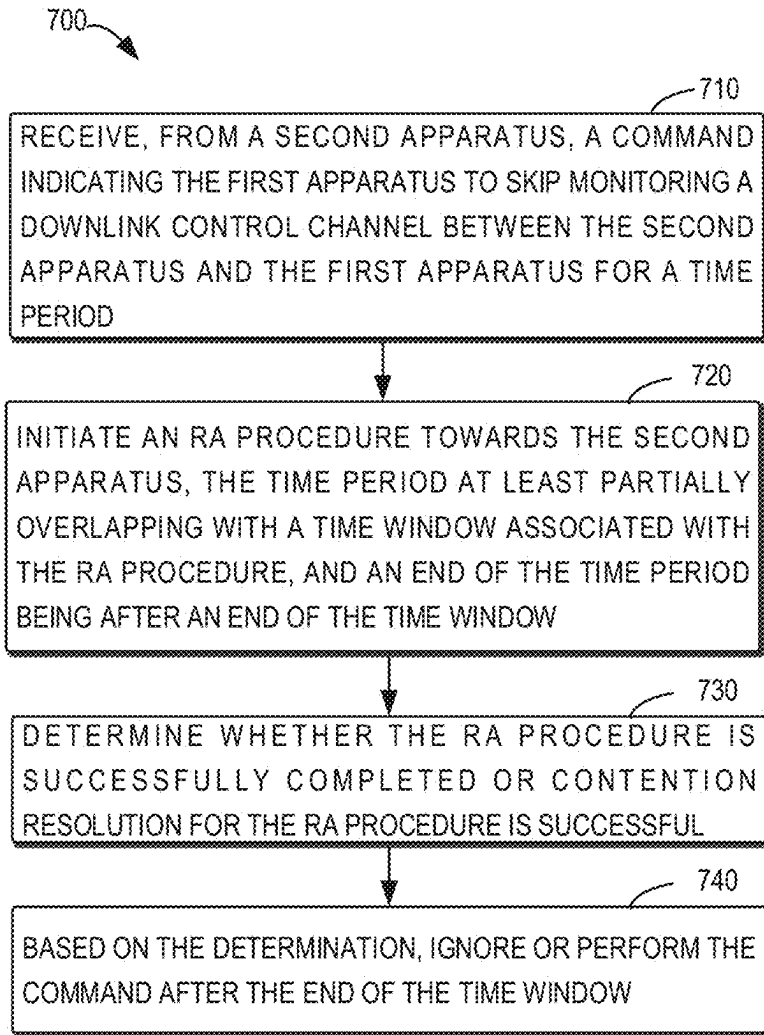 700
710
RECEIVE, FROM A SECOND APPARATUS, A COMMAND
INDICATING THE FIRST APPARATUS TO SKIP MONITORING A
DOWNLINK CONTROL CHANNEL BETWEEN THE SECOND
APPARATUS AND THE FIRST APPARATUS FOR A TIME
PERIOD
720
INITIATE AN RA PROCEDURE TOWARDS THE SECOND
APPARATUS, THE TIME PERIOD AT LEAST PARTIALLY
OVERLAPPING WITH A TIME WINDOW ASSOCIATED WITH
THE RA PROCEDURE, AND AN END OF THE TIME PERIOD
BEING AFTER AN END OF THE TIME WINDOW
730
DETERMINE WHETHER THE RA PROCEDURE IS
SUCCESSFULLY COMPLETED OR CONTENTION
RESOLUTION FOR THE RA PROCEDURE IS SUCCESSFUL
740
BASED ON THE DETERMINATION, IGNORE OR PERFORM THE
COMMAND AFTER THE END OF THE TIME WINDOW